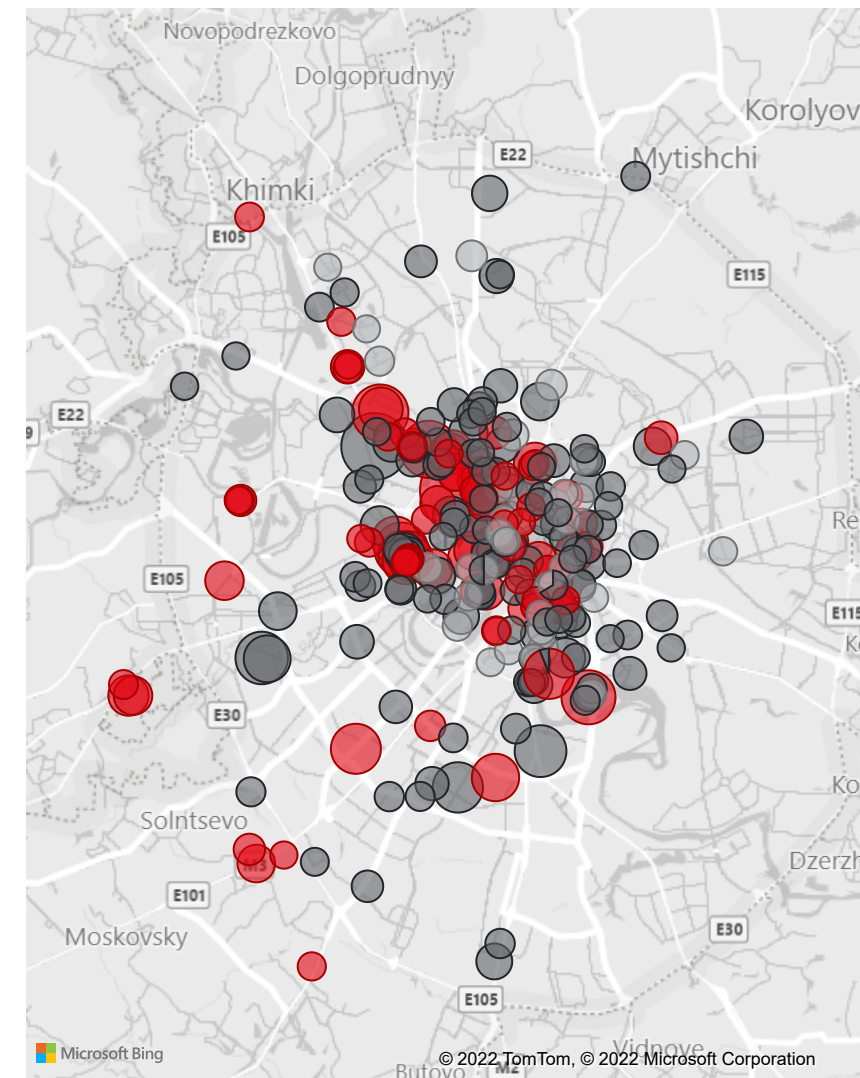 Novopodrezkovo
Dolgoprudnyy
Korolyov
E22
Mytishchi
Khimki
E105
E115
E22
9
Re
E105
E115
E30
Solntsevo
M3
Dzerzh
E101
Moskovsky
E30
E105
Microsoft Bing
Vidnoye
© 2022 TomTom, © 2022 Microsoft Corporation
Butovo
M2